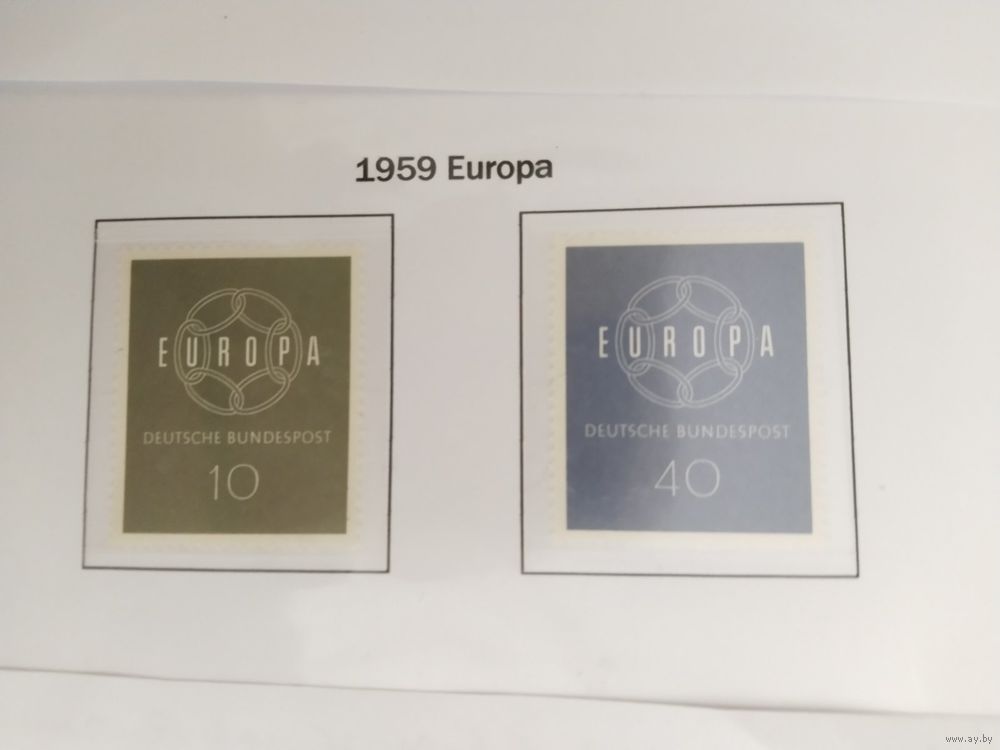 1959 Europa
EUROPA
DEUTSCHE BUNDESPOST
10
EUROPA
DEUTSCHE BUNDESPOST
40
www.ay.by